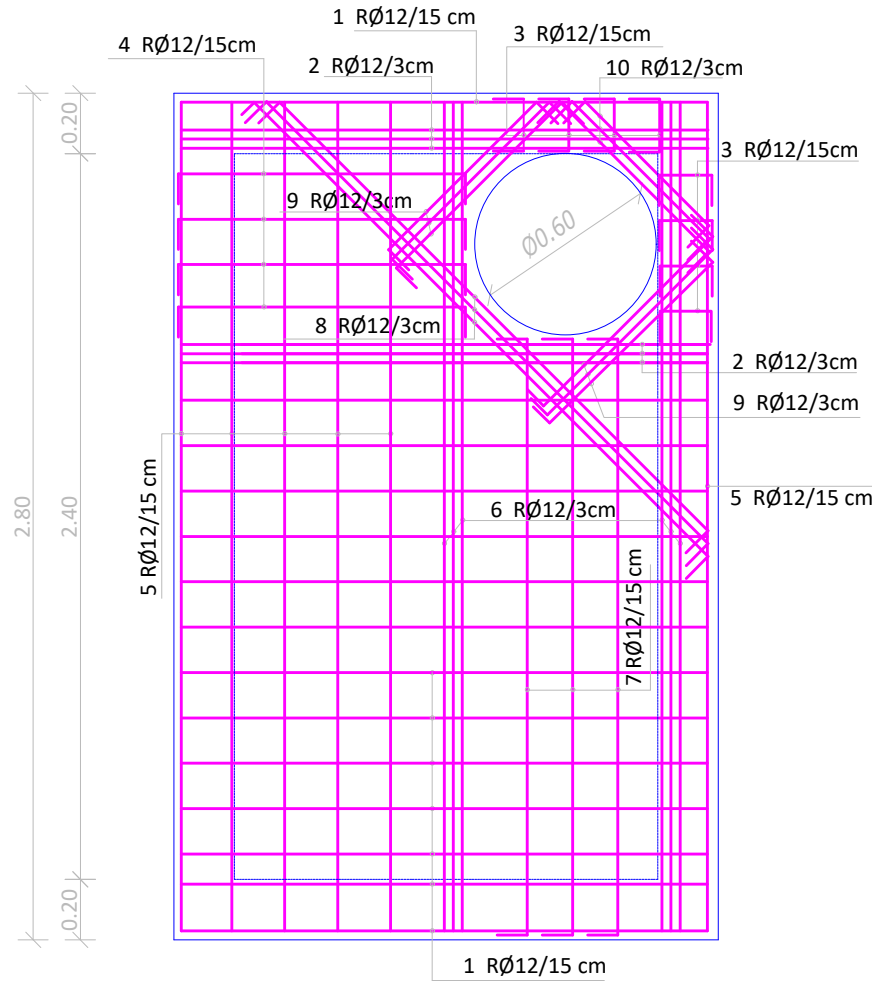 1 RØ12/15 cm
3 RØ12/15cm
4 RØ12/15cm
2 RØ12/3cm
10 RØ12/3cm
0.20
3 RØ12/15cm
9 RØ12/3cm
Ø0.60
8 RØ12/3cm
2 RØ12/3cm
9 RØ12/3cm
2.80
2.40
5 RØ12/15 cm
6 RØ12/3cm
5 RØ12/15 cm
7 RØ12/15 cm
0.20
1 RØ12/15 cm